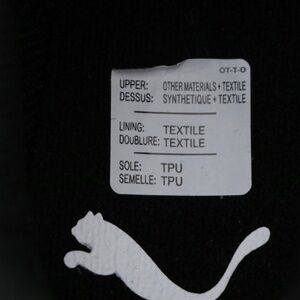 OT-T-O
UPPER: OTHER MATERIALS + TEXTILE
DESSUS: SYNTHETIQUE + TEXTILE
LINING: TEXTILE
DOUBLURE: TEXTILE
SOLE: TPU
SEMELLE: TPU